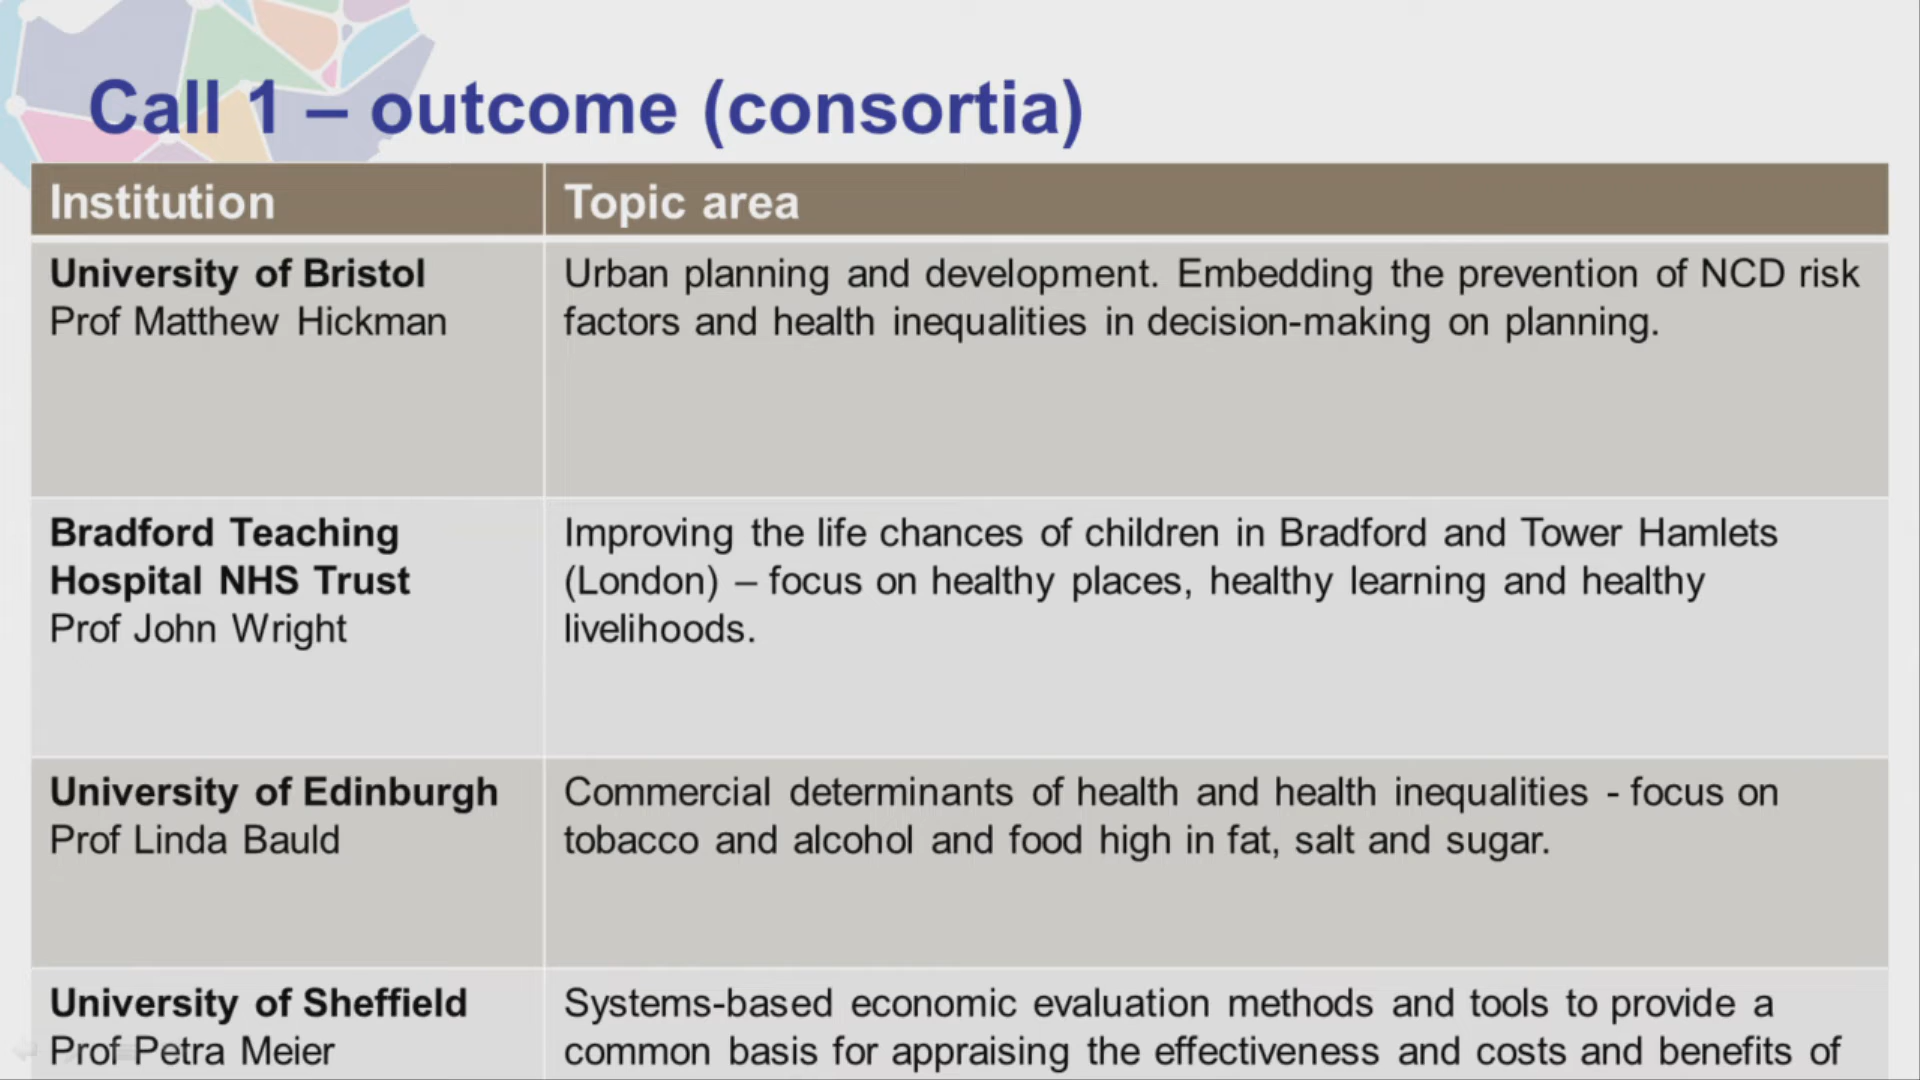 Call 1 – outcome (consortia)
Institution
Topic area
University of Bristol
Prof Matthew Hickman
Urban planning and development. Embedding the prevention of NCD risk
factors and health inequalities in decision-making on planning.
Bradford Teaching
Hospital NHS Trust
Prof John Wright
Improving the life chances of children in Bradford and Tower Hamlets
(London) – focus on healthy places, healthy learning and healthy
livelihoods.
University of Edinburgh
Prof Linda Bauld
Commercial determinants of health and health inequalities - focus on
tobacco and alcohol and food high in fat, salt and sugar.
University of Sheffield
Prof Petra Meier
Systems-based economic evaluation methods and tools to provide a
common basis for appraising the effectiveness and costs and benefits of